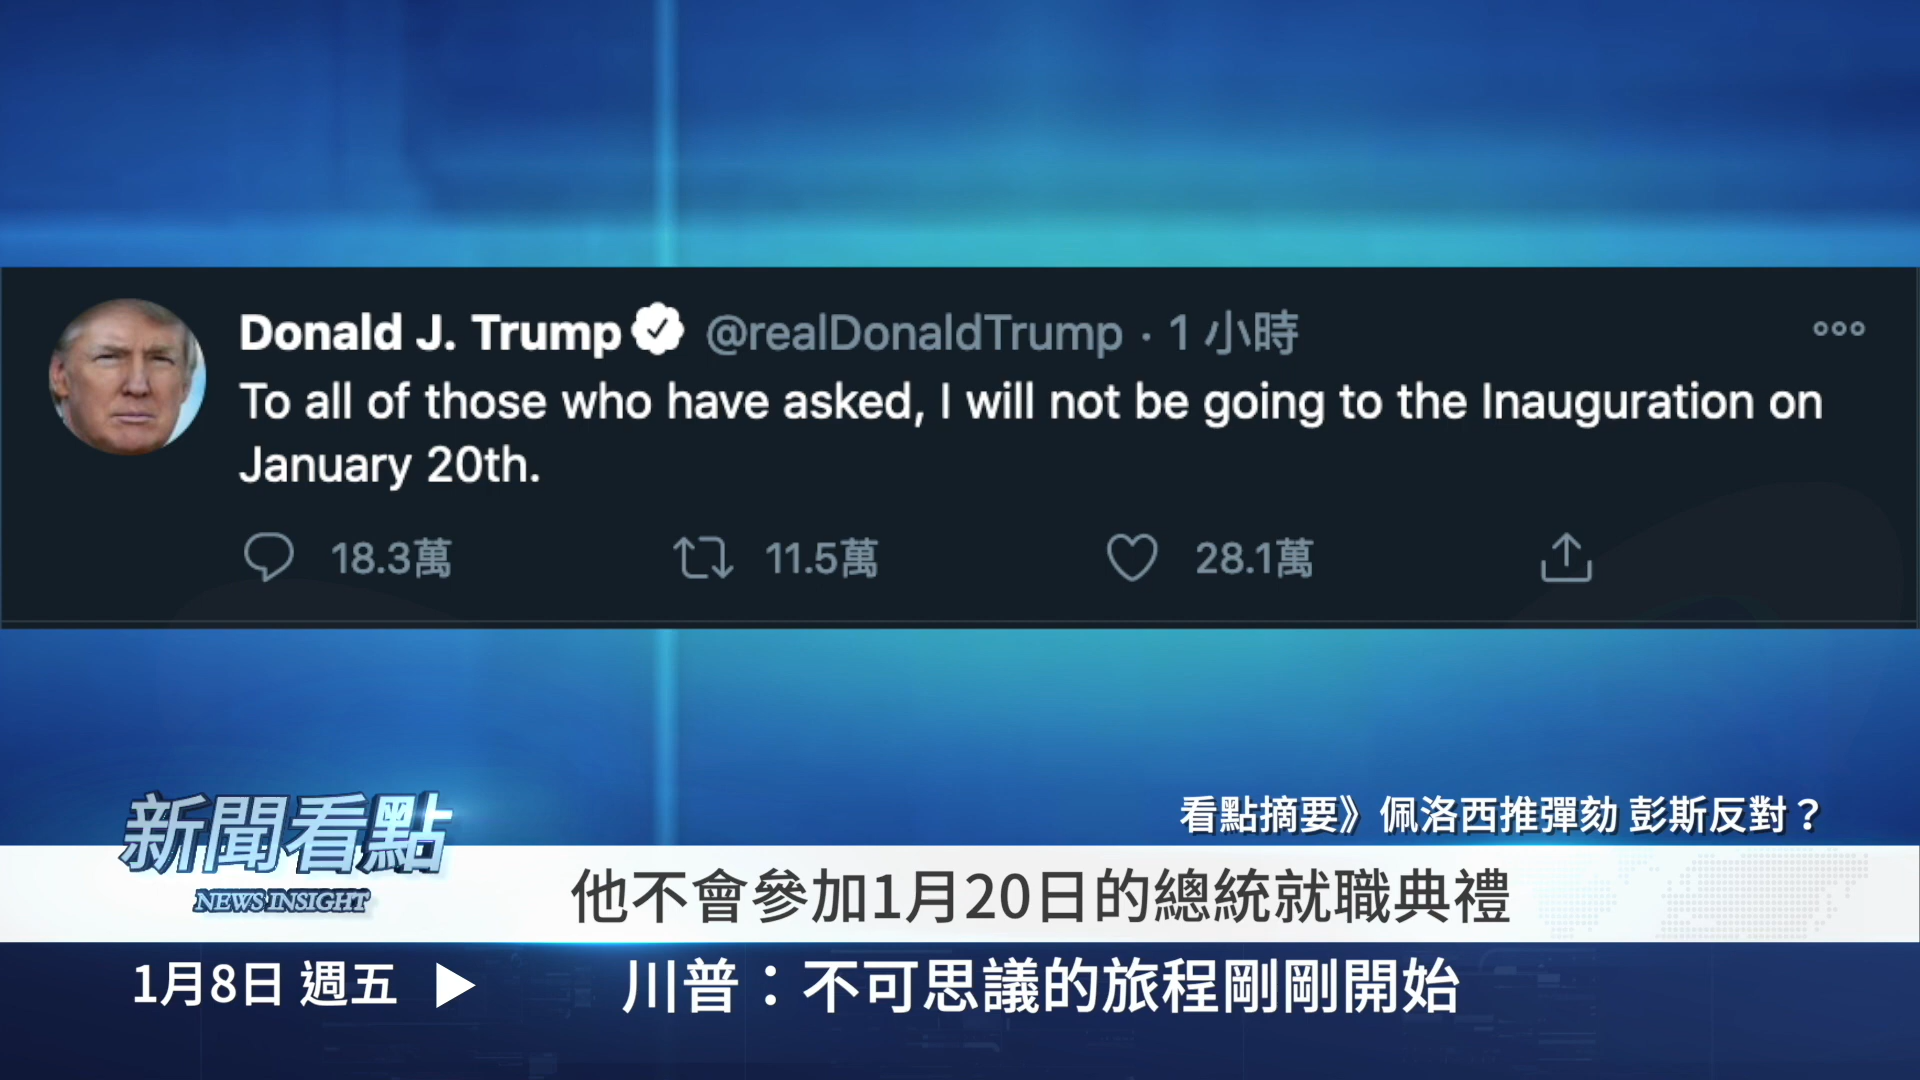 Donald J. Trump @realDonaldTrump · 1 小時
To all of those who have asked, I will not be going to the Inauguration on
January 20th.
18.3萬 11.5萬 28.1萬
看點摘要》佩洛西推彈劾 彭斯反對？
新聞看點
NEWS INSIGHT
他不會參加1月20日的總統就職典禮
1月8日 週五
川普：不可思議的旅程剛剛開始